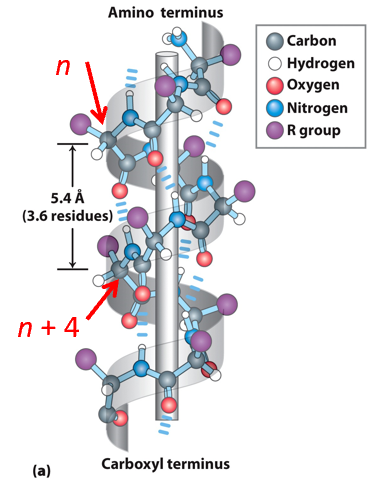 Amino terminus
Carbon
Hydrogen
Oxygen
Nitrogen
R group
n
5.4 Å
(3.6 residues)
n + 4
Carboxyl terminus
(a)